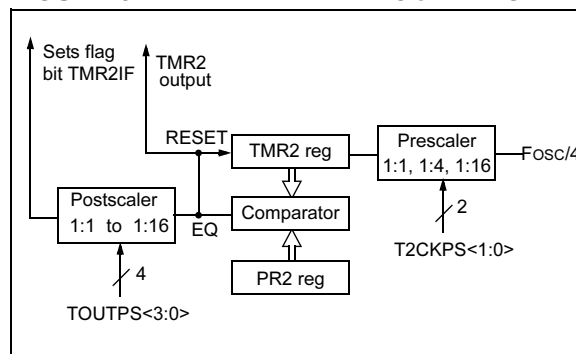 Sets flag
bit TMR2IF
TMR2
output
RESET
TMR2 reg
Prescaler
1:1, 1:4, 1:16
FOSC/4
Postscaler
1:1 to 1:16
EQ
Comparator
2
T2CKPS<1:0>
4
PR2 reg
TOUTPS<3:0>